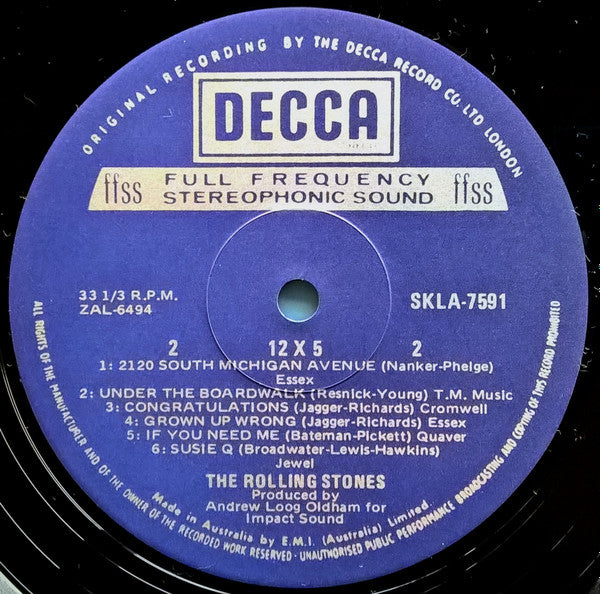 ORIGINAL RECORDING BY THE DECCA RECORD CO. LTD LONDON
DECCA
ffss FULL FREQUENCY STEREOPHONIC SOUND ffss
33 1/3 R.P.M. SKLA-7591
ZAL-6494
2 12 X 5 2
1: 2120 SOUTH MICHIGAN AVENUE (Nanker-Phelge)
Essex
2: UNDER THE BOARDWALK (Resnick-Young) T.M. Music
3: CONGRATULATIONS (Jagger-Richards) Cromwell
4: GROWN UP WRONG (Jagger-Richards) Essex
5: IF YOU NEED ME (Bateman-Pickett) Quaver
6: SUSIE Q (Broadwater-Lewis-Hawkins)
Jewel
THE ROLLING STONES
Produced by
Andrew Loog Oldham for
Impact Sound
Made in Australia by E.M.I. (Australia) Limited.
ALL RIGHTS OF THE MANUFACTURER AND OF THE OWNER OF THE RECORDED WORK RESERVED - UNAUTHORISED PUBLIC PERFORMANCE BROADCASTING AND COPYING OF THIS RECORD PROHIBITED